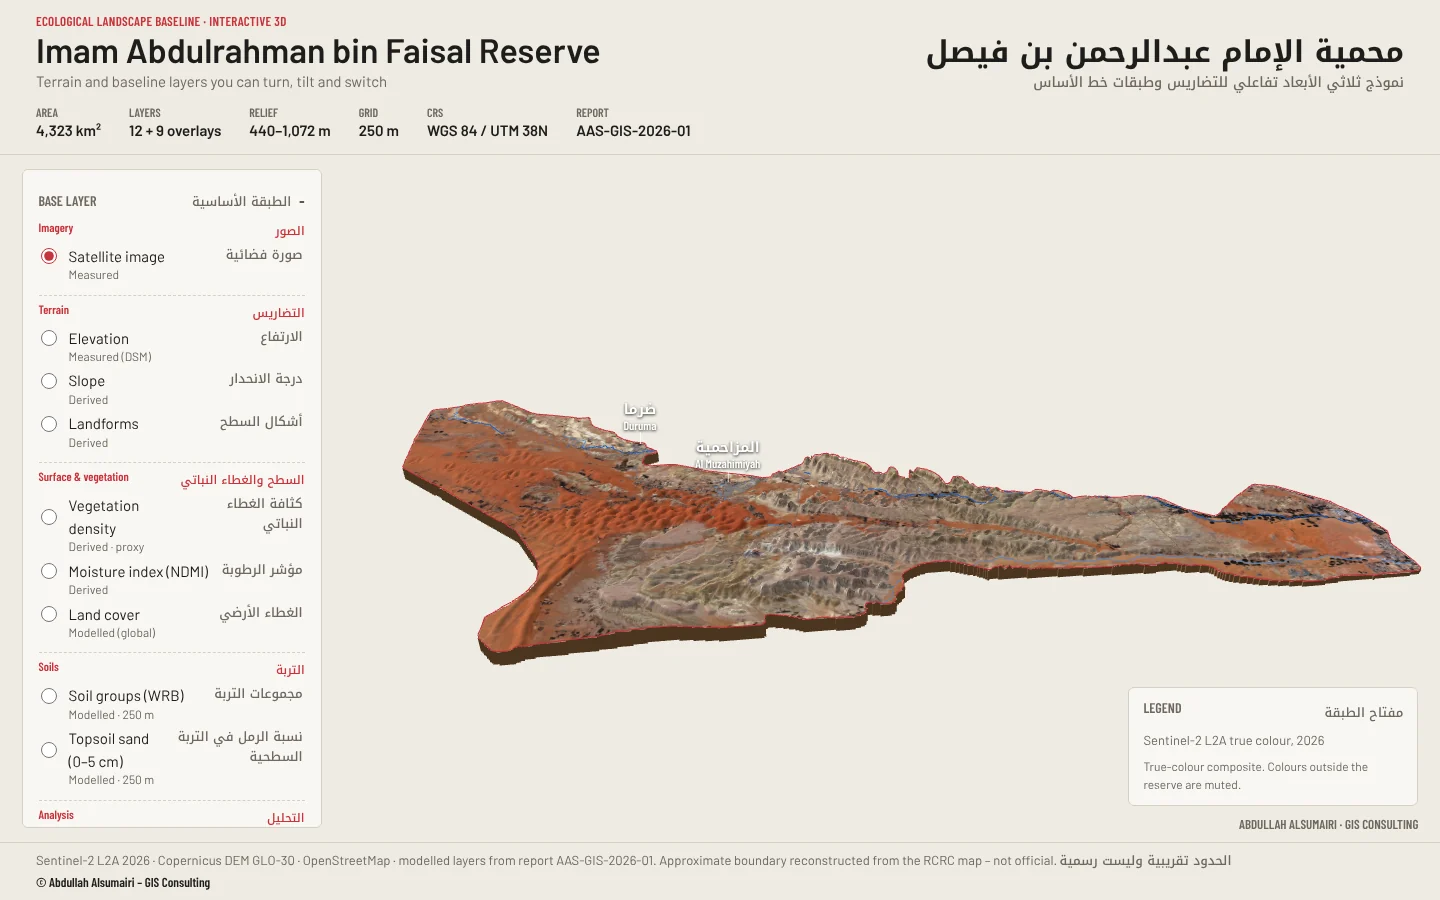 ECOLOGICAL LANDSCAPE BASELINE · INTERACTIVE 3D
Imam Abdulrahman bin Faisal Reserve
محمية الإمام عبدالرحمن بن فيصل
Terrain and baseline layers you can turn, tilt and switch
نموذج ثلاثي الأبعاد تفاعلي للتضاريس وطبقات خط الأساس
AREA
4,323 km²
LAYERS
12 + 9 overlays
RELIEF
440–1,072 m
GRID
250 m
CRS
WGS 84 / UTM 38N
REPORT
AAS-GIS-2026-01
BASE LAYER
الطبقة الأساسية -
Imagery
الصور
Satellite image
صورة فضائية
Measured
Terrain
التضاريس
Elevation
الارتفاع
Measured (DSM)
Slope
درجة الانحدار
Derived
Landforms
أشكال السطح
Derived
Surface & vegetation
السطح والغطاء النباتي
Vegetation
density
كثافة الغطاء
النباتي
Derived · proxy
Moisture index (NDMI)
مؤشر الرطوبة
Derived
Land cover
الغطاء الأرضي
Modelled (global)
Soils
التربة
Soil groups (WRB)
مجموعات التربة
Modelled · 250 m
Topsoil sand
(0–5 cm)
نسبة الرمل في التربة
السطحية
Modelled · 250 m
Analysis
التحليل
ضرما
Duruma
المزاحمية
Al Muzahimiyah
LEGEND
مفتاح الطبقة
Sentinel-2 L2A true colour, 2026
True-colour composite. Colours outside the
reserve are muted.
ABDULLAH ALSUMAIRI · GIS CONSULTING
Sentinel-2 L2A 2026 · Copernicus DEM GLO-30 · OpenStreetMap · modelled layers from report AAS-GIS-2026-01. Approximate boundary reconstructed from the RCRC map – not official. الحدود تقريبية وليست رسمية
© Abdullah Alsumairi – GIS Consulting